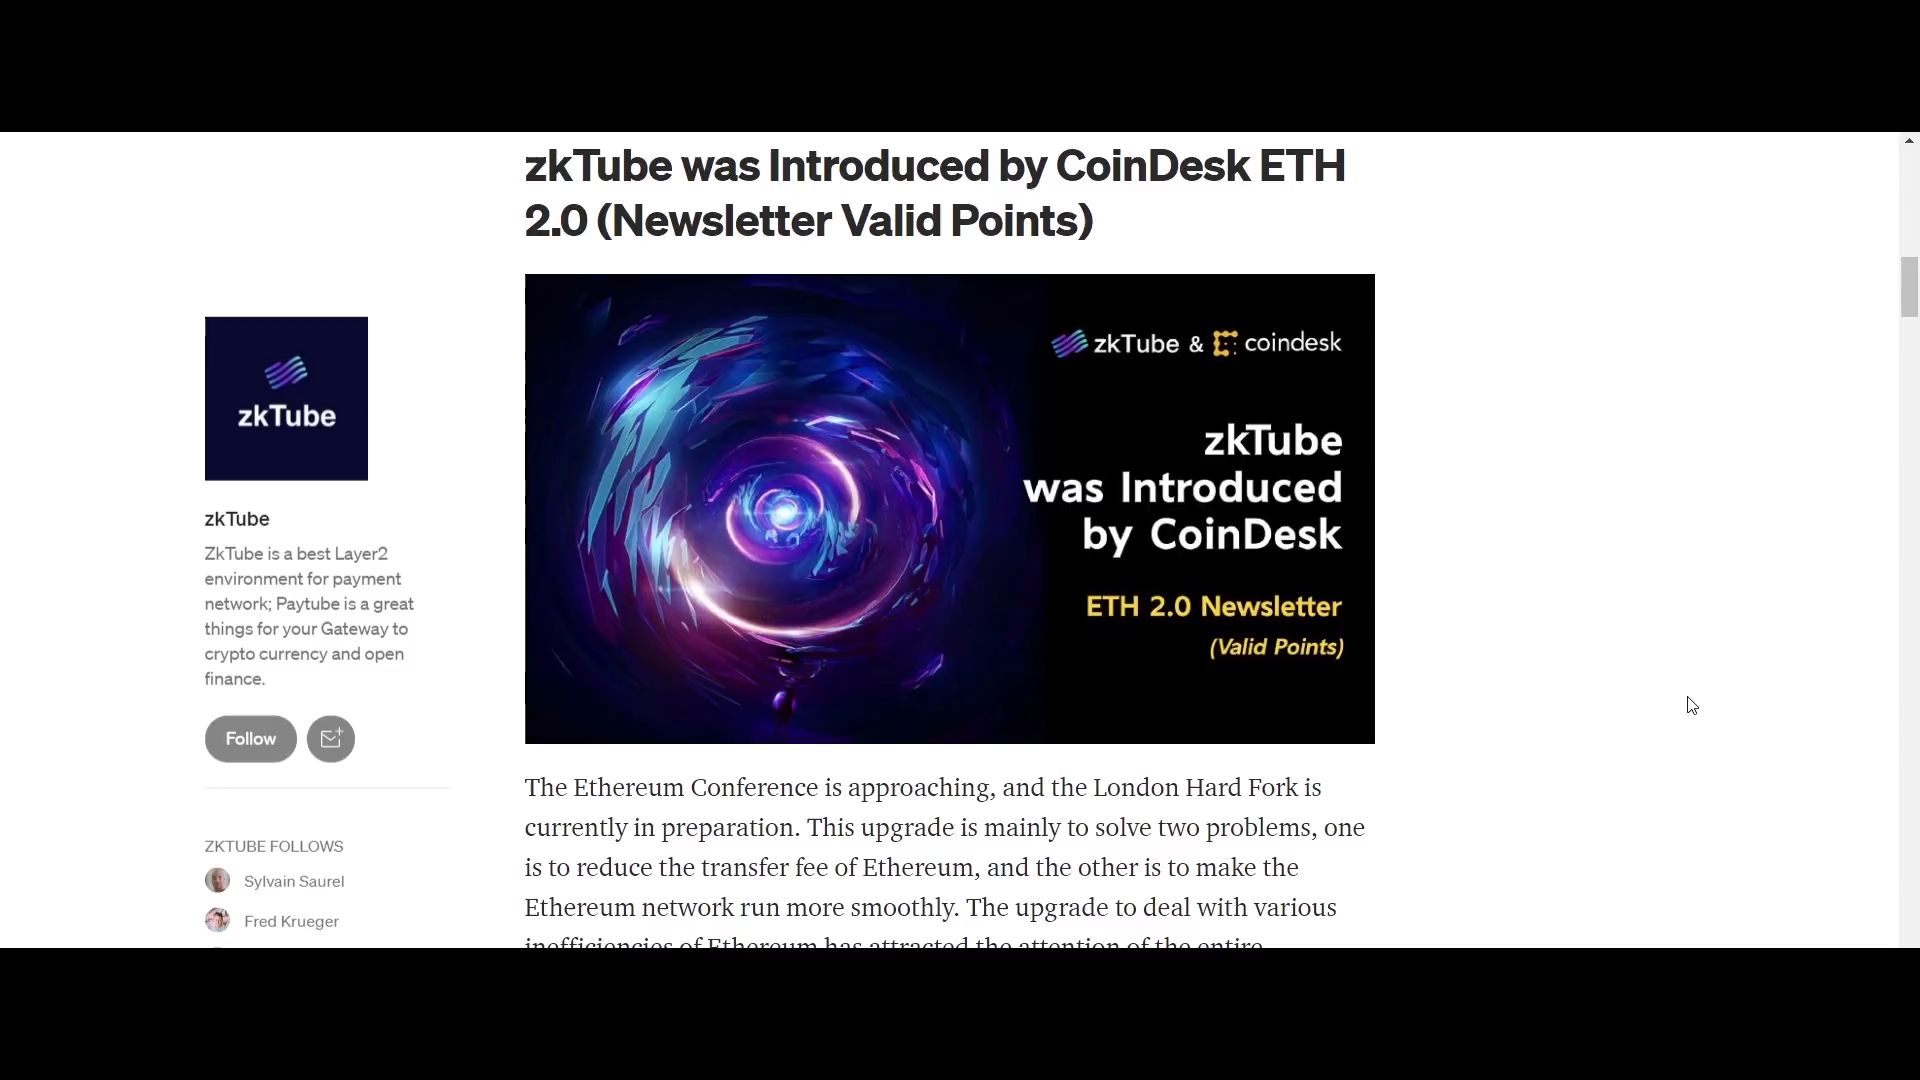 zkTube was Introduced by CoinDesk ETH
2.0 (Newsletter Valid Points)
zkTube & coindesk
zkTube
was Introduced
by CoinDesk
ETH 2.0 Newsletter
(Valid Points)
zkTube
zkTube
ZkTube is a best Layer2
environment for payment
network; Paytube is a great
things for your Gateway to
crypto currency and open
finance.
Follow
ZKTUBE FOLLOWS
Sylvain Saurel
Fred Krueger
The Ethereum Conference is approaching, and the London Hard Fork is
currently in preparation. This upgrade is mainly to solve two problems, one
is to reduce the transfer fee of Ethereum, and the other is to make the
Ethereum network run more smoothly. The upgrade to deal with various
inefficiencies of Ethereum has attracted the attention of the entire